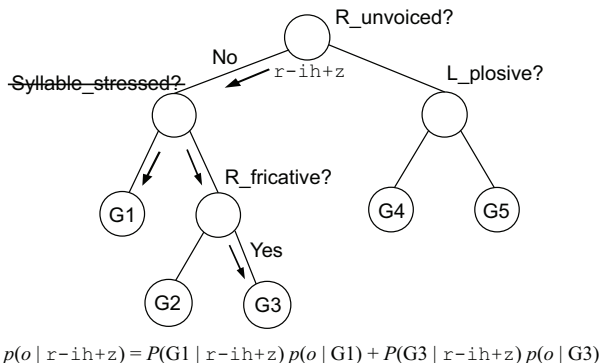 R_unvoiced?
No
r-ih+z
Syllable_stressed?
L_plosive?
R_fricative?
G1
G4
G5
Yes
G2
G3
p(o | r-ih+z) = P(G1 | r-ih+z) p(o | G1) + P(G3 | r-ih+z) p(o | G3)